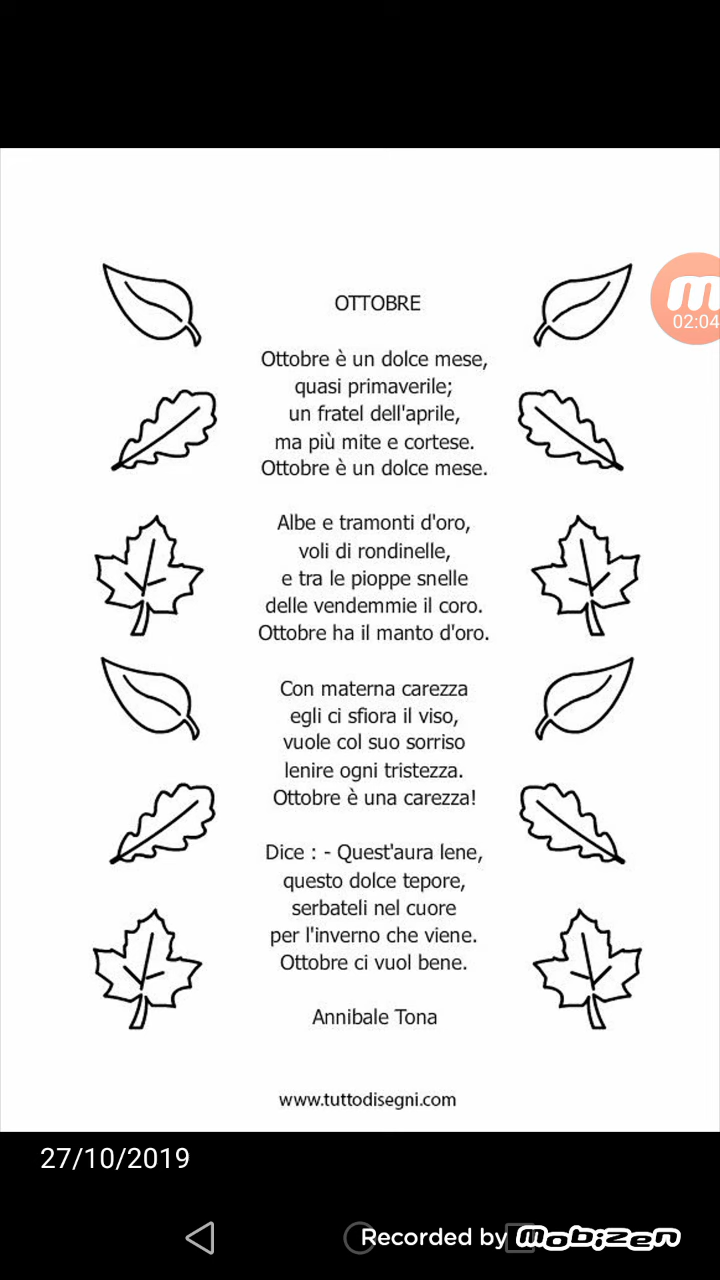 02:04
OTTOBRE
Ottobre è un dolce mese,
quasi primaverile;
un fratel dell'aprile,
ma più mite e cortese.
Ottobre è un dolce mese.
Albe e tramonti d'oro,
voli di rondinelle,
e tra le pioppe snelle
delle vendemmie il coro.
Ottobre ha il manto d'oro.
Con materna carezza
egli ci sfiora il viso,
vuole col suo sorriso
lenire ogni tristezza.
Ottobre è una carezza!
Dice : - Quest'aura lene,
questo dolce tepore,
serbateli nel cuore
per l'inverno che viene.
Ottobre ci vuol bene.
Annibale Tona
www.tuttodisegni.com
27/10/2019
Recorded by mobizen